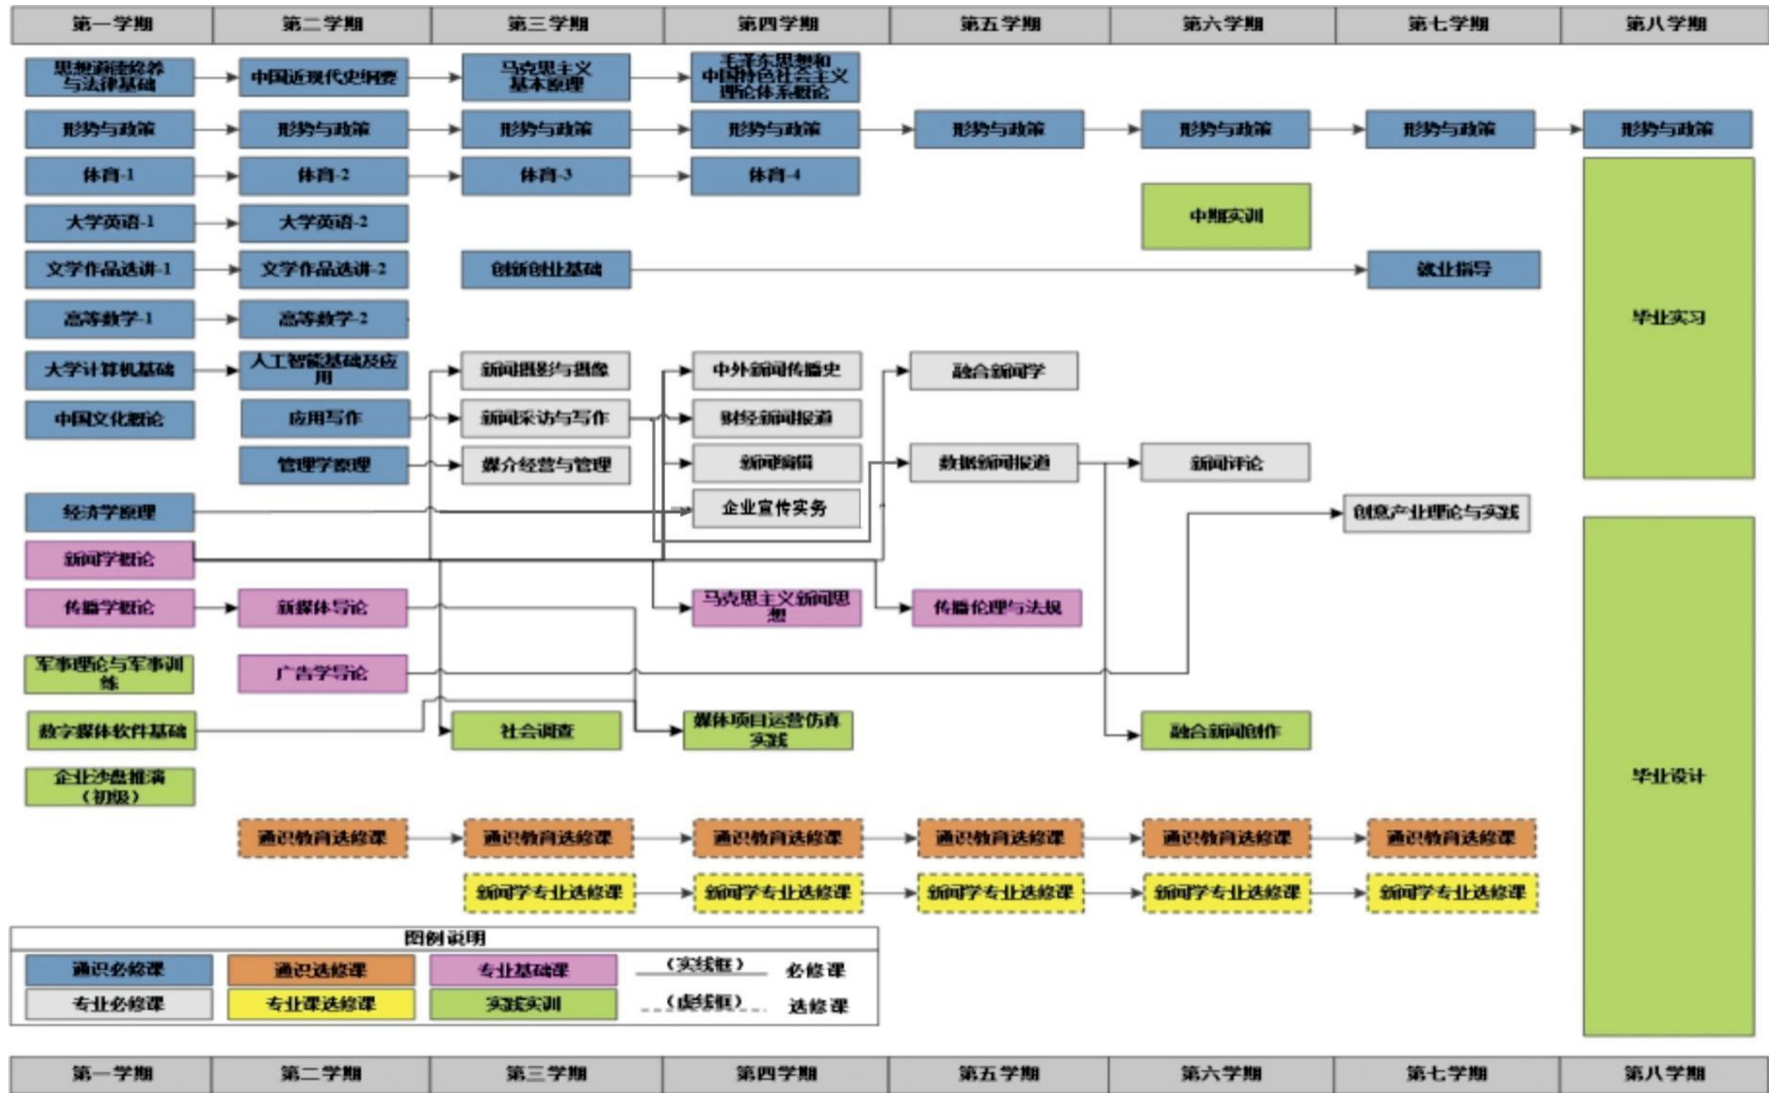 第一学期 第二学期 第三学期 第四学期 第五学期 第六学期 第七学期 第八学期
思想道德修养
与法律基础
中国近现代史纲要
马克思主义
基本原理
毛泽东思想和
中国特色社会主义
理论体系概论
形势与政策 形势与政策 形势与政策 形势与政策 形势与政策 形势与政策 形势与政策 形势与政策
体育-1 体育-2 体育-3 体育-4
中期实训
大学英语-1 大学英语-2
文学作品选讲-1 文学作品选讲-2 创新创业基础 就业指导
高等数学-1 高等数学-2
毕业实习
大学计算机基础
人工智能基础及应
用
新闻摄影与摄像 中外新闻传播史 融合新闻学
中国文化概论 应用写作 新闻采访与写作 财经新闻报道
管理学原理 媒介经营与管理 新闻编辑 数据新闻报道 新闻评论
经济学原理 企业宣传实务 创意产业理论与实践
新闻学概论
传播学概论 新媒体导论
马克思主义新闻思
想
传播伦理与法规
军事理论与军事训
练
广告学导论
数字媒体软件基础 社会调查
媒体项目运营仿真
实践
融合新闻创作
企业沙盘推演
（初级）
毕业设计
通识教育选修课 通识教育选修课 通识教育选修课 通识教育选修课 通识教育选修课 通识教育选修课
新闻学专业选修课 新闻学专业选修课 新闻学专业选修课 新闻学专业选修课 新闻学专业选修课
图例说明
通识必修课 通识选修课 专业基础课 （实线框） 必修课
专业必修课 专业课选修课 实践实训 （虚线框） 选修课
第一学期 第二学期 第三学期 第四学期 第五学期 第六学期 第七学期 第八学期